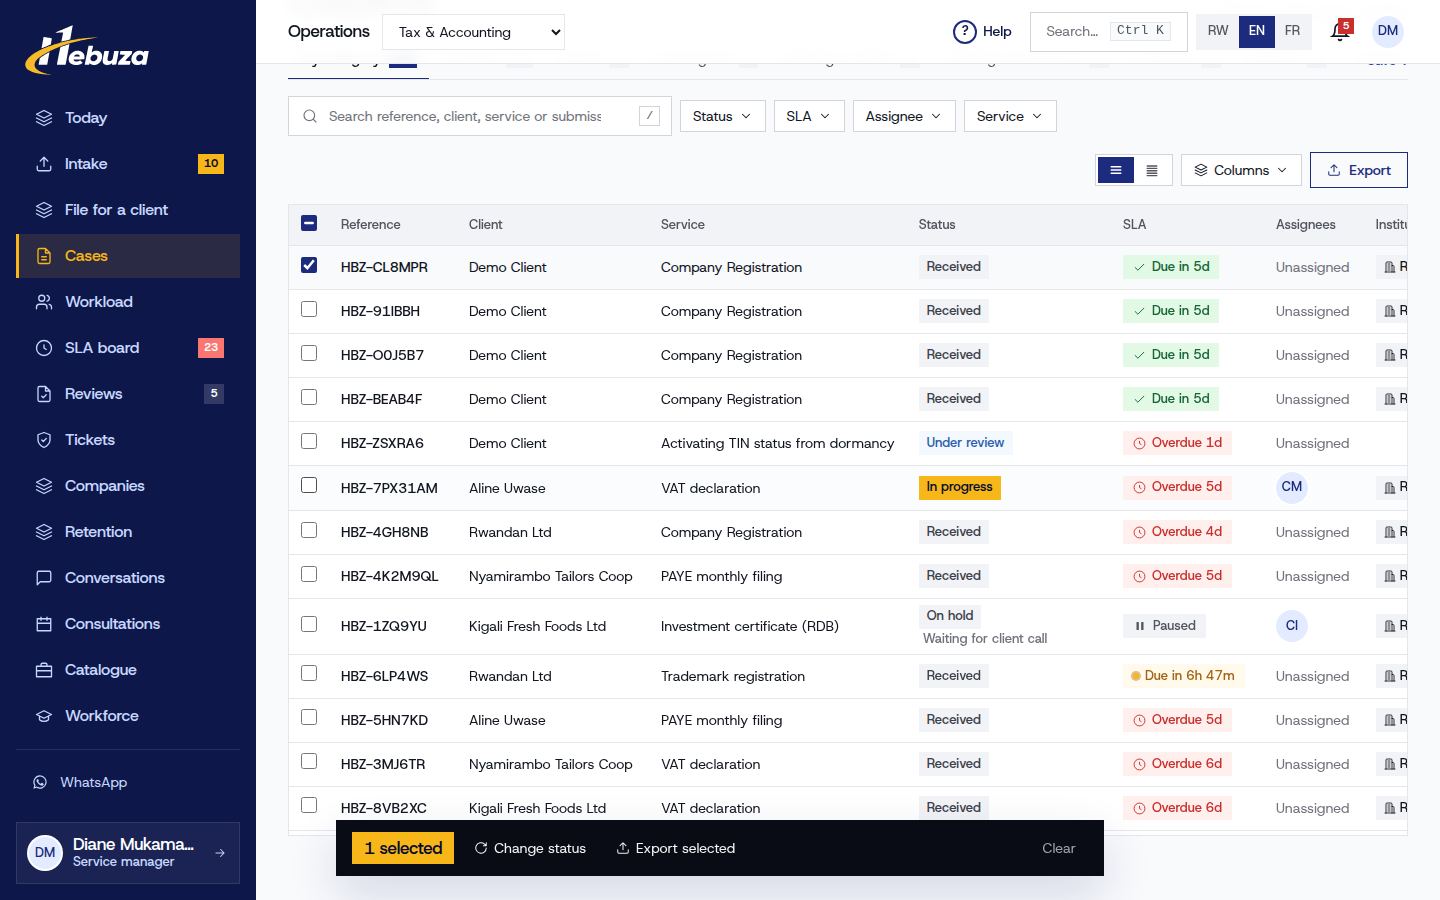 Hebuza
Today
Intake 10
File for a client
Cases
Workload
SLA board 23
Reviews 5
Tickets
Companies
Retention
Conversations
Consultations
Catalogue
Workforce
WhatsApp
DM Diane Mukama...
Service manager
Operations Tax & Accounting ? Help Search... Ctrl K RW EN FR 5 DM
Search reference, client, service or submiss / Status SLA Assignee Service
Columns Export
Reference Client Service Status SLA Assignees Institu
HBZ-CL8MPR Demo Client Company Registration Received Due in 5d Unassigned R
HBZ-91IBBH Demo Client Company Registration Received Due in 5d Unassigned R
HBZ-O0J5B7 Demo Client Company Registration Received Due in 5d Unassigned R
HBZ-BEAB4F Demo Client Company Registration Received Due in 5d Unassigned R
HBZ-ZSXRA6 Demo Client Activating TIN status from dormancy Under review Overdue 1d Unassigned
HBZ-7PX31AM Aline Uwase VAT declaration In progress Overdue 5d CM R
HBZ-4GH8NB Rwandan Ltd Company Registration Received Overdue 4d Unassigned R
HBZ-4K2M9QL Nyamirambo Tailors Coop PAYE monthly filing Received Overdue 5d Unassigned R
HBZ-1ZQ9YU Kigali Fresh Foods Ltd Investment certificate (RDB) On hold Paused CI R
Waiting for client call
HBZ-6LP4WS Rwandan Ltd Trademark registration Received Due in 6h 47m Unassigned R
HBZ-5HN7KD Aline Uwase PAYE monthly filing Received Overdue 5d Unassigned R
HBZ-3MJ6TR Nyamirambo Tailors Coop VAT declaration Received Overdue 6d Unassigned R
HBZ-8VB2XC Kigali Fresh Foods Ltd VAT declaration Received Overdue 6d Unassigned R
1 selected Change status Export selected Clear